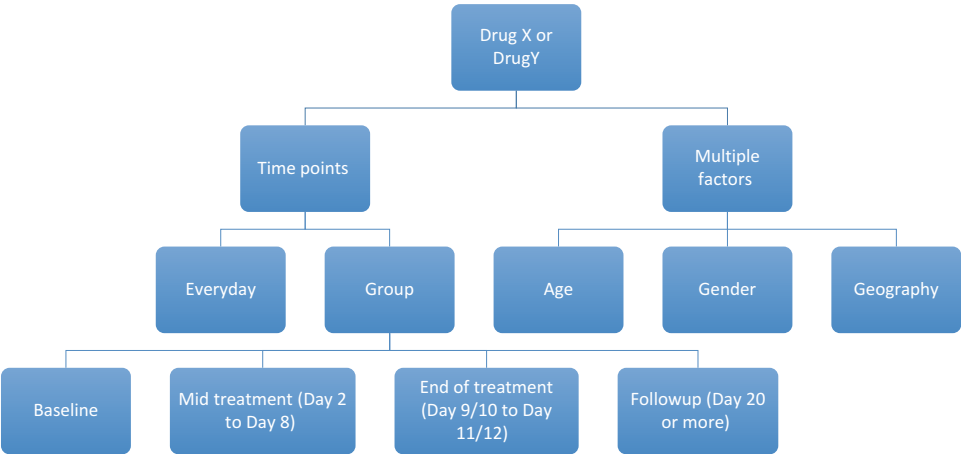 Drug X or
DrugY
Time points
Multiple
factors
Everyday
Group
Age
Gender
Geography
Baseline
Mid treatment (Day 2
to Day 8)
End of treatment
(Day 9/10 to Day
11/12)
Followup (Day 20
or more)